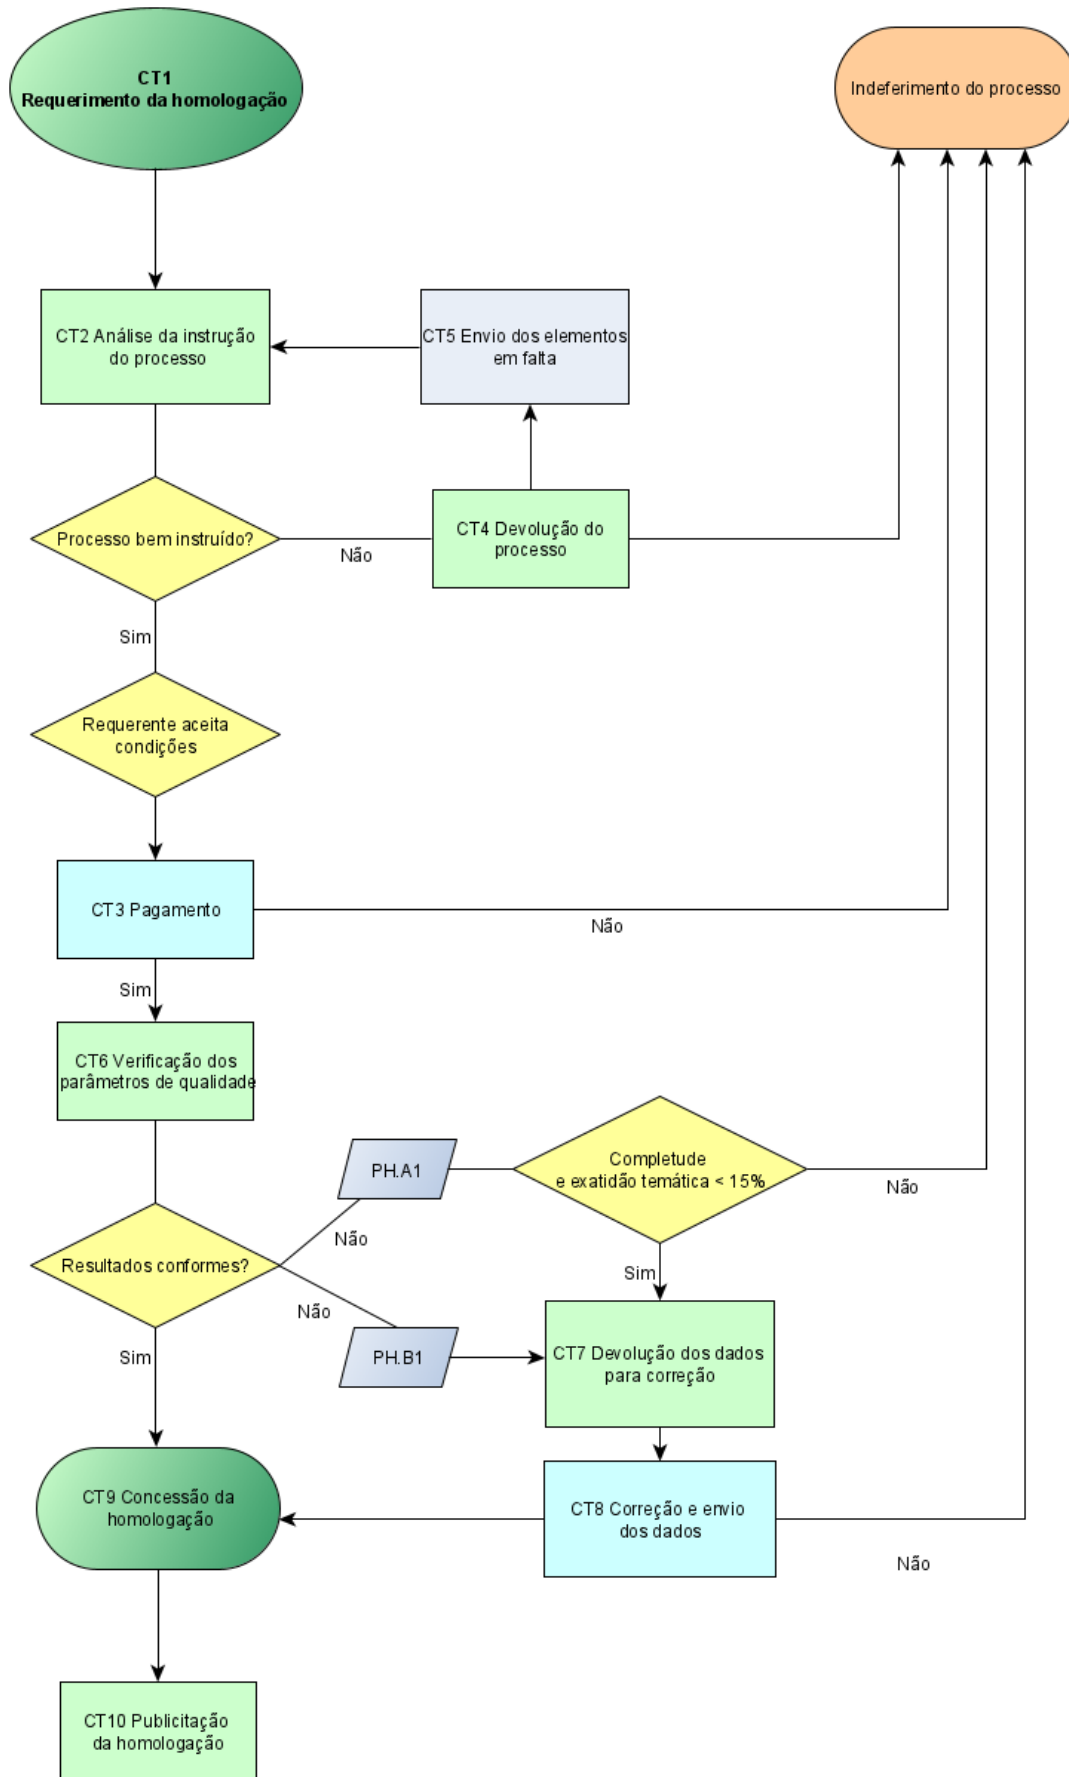 CT1
Requerimento da homologação
Indeferimento do processo
CT2 Análise da instrução
do processo
CT5 Envio dos elementos
em falta
Processo bem instruído?
Não
CT4 Devolução do
processo
Sim
Requerente aceita
condições
CT3 Pagamento
Não
Sim
CT6 Verificação dos
parâmetros de qualidade
PH.A1
Completude
e exatidão temática < 15%
Não
Não
Resultados conformes?
Sim
Não
PH.B1
CT7 Devolução dos dados
para correção
Sim
CT9 Concessão da
homologação
CT8 Correção e envio
dos dados
Não
CT10 Publicitação
da homologação